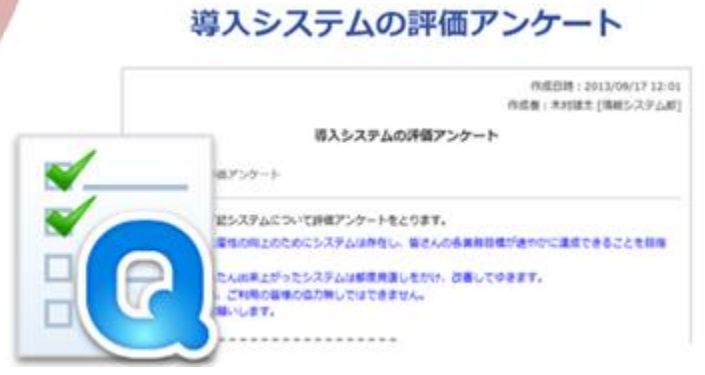 導入システムの評価アンケート
作成日時：2013/09/17 12:01
作成者：木村雄太 [情報システム部]
導入システムの評価アンケート
価アンケート
記システムについて評価アンケートをとります。
産性の向上のためにシステムは存在し、皆さんの各業務目標が速やかに達成できることを目指
たん出来上がったシステムは都度見直しをかけ、改善してゆきます。
、ご利用の皆様の協力無しではできません。
願いします。
Q